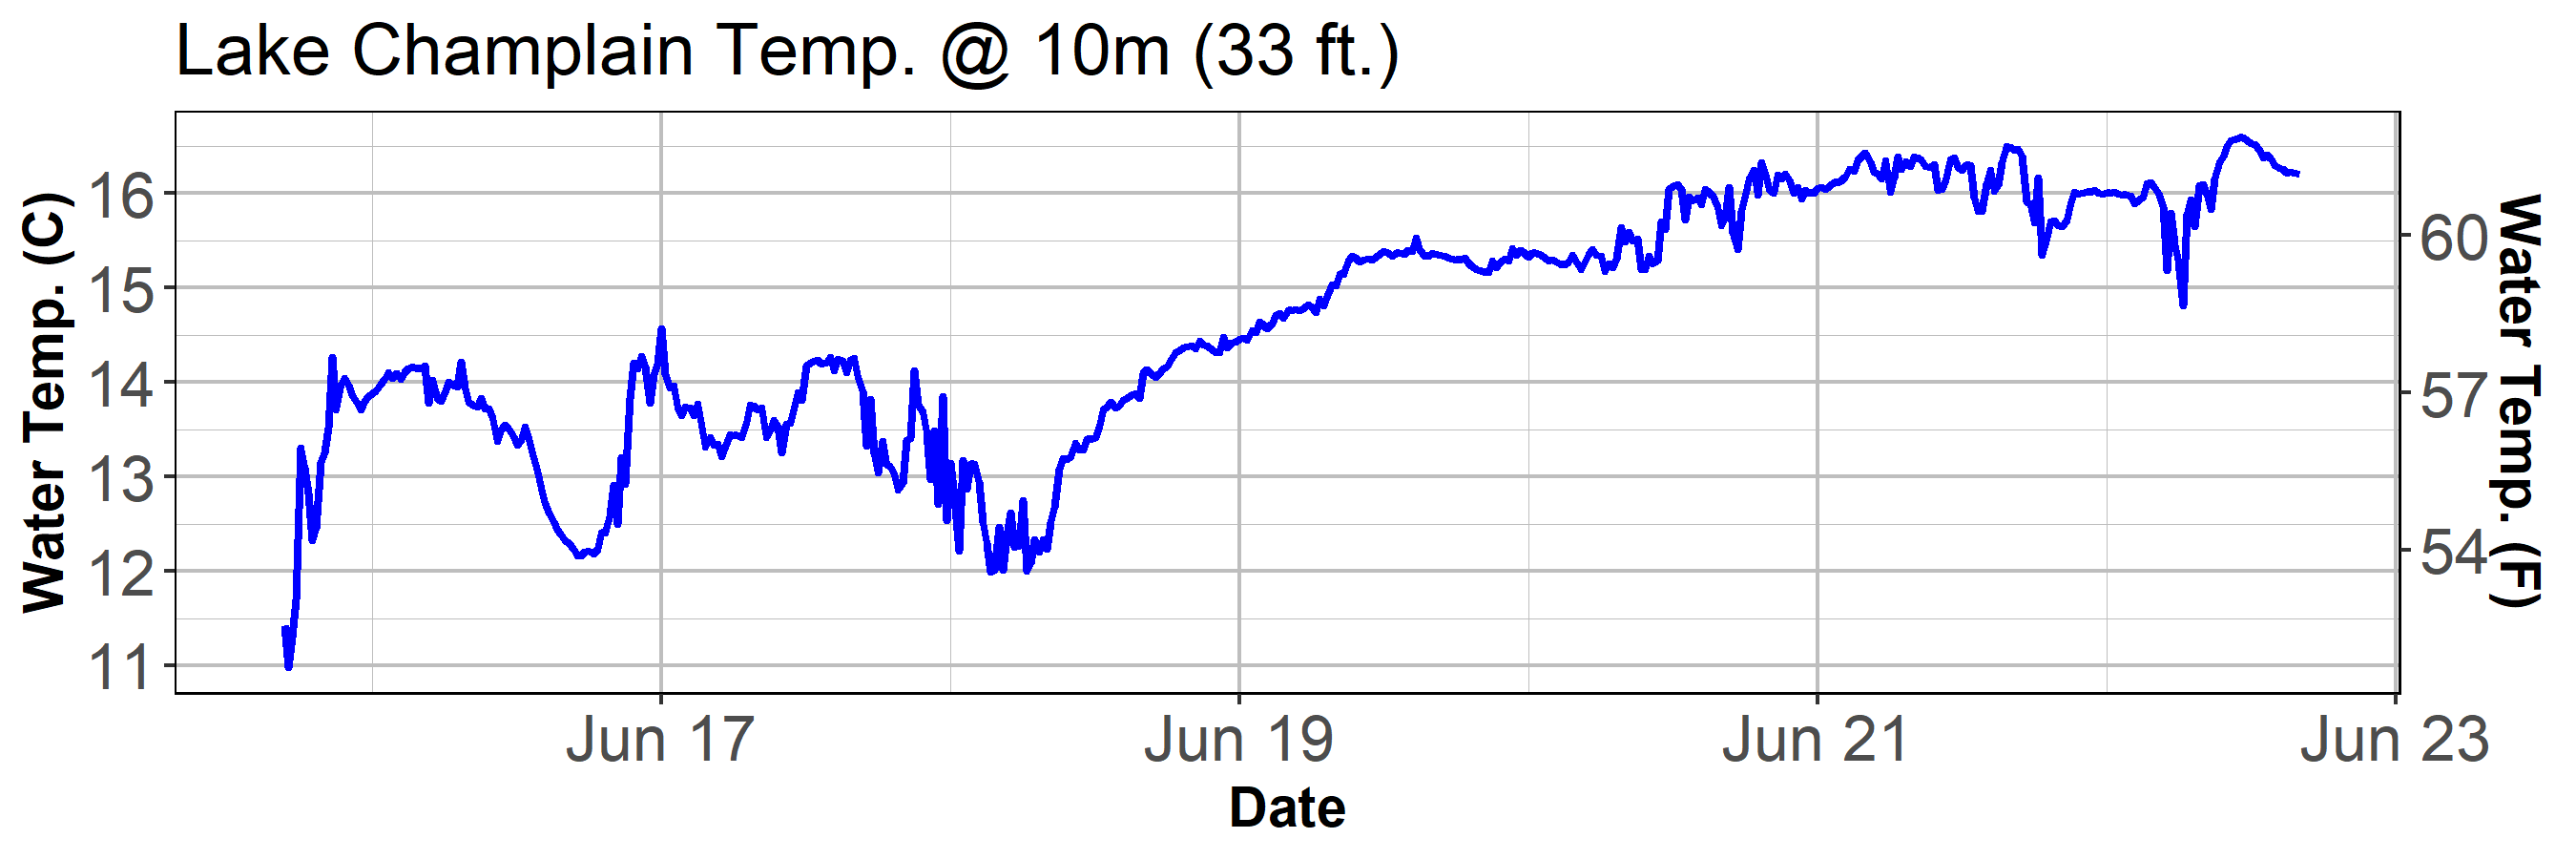 Lake Champlain Temp. @ 10m (33 ft.)
Water Temp. (C)
16
15
14
13
12
11
60
57
54
Water Temp. (F)
Jun 17
Jun 19
Jun 21
Jun 23
Date